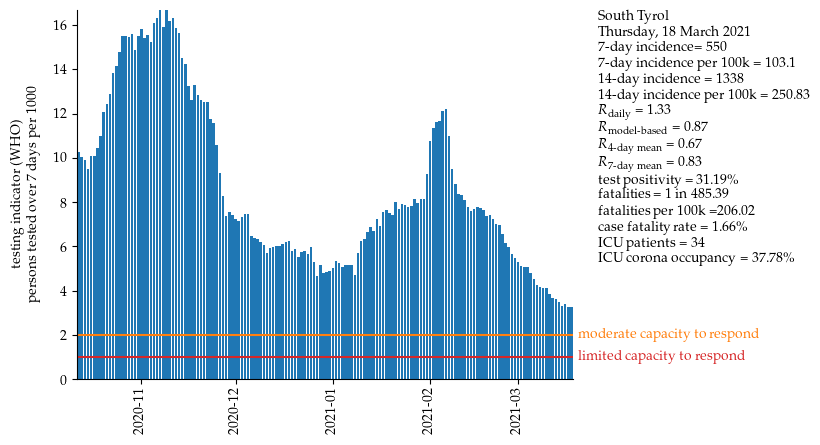 testing indicator (WHO)
persons tested over 7 days per 1000
16
14
12
10
8
6
4
2
0
2020-11
2020-12
2021-01
2021-02
2021-03
moderate capacity to respond
limited capacity to respond
South Tyrol
Thursday, 18 March 2021
7-day incidence= 550
7-day incidence per 100k = 103.1
14-day incidence = 1338
14-day incidence per 100k = 250.83
R daily = 1.33
R model-based = 0.87
R 4-day mean = 0.67
R 7-day mean = 0.83
test positivity = 31.19%
fatalities = 1 in 485.39
fatalities per 100k =206.02
case fatality rate = 1.66%
ICU patients = 34
ICU corona occupancy = 37.78%